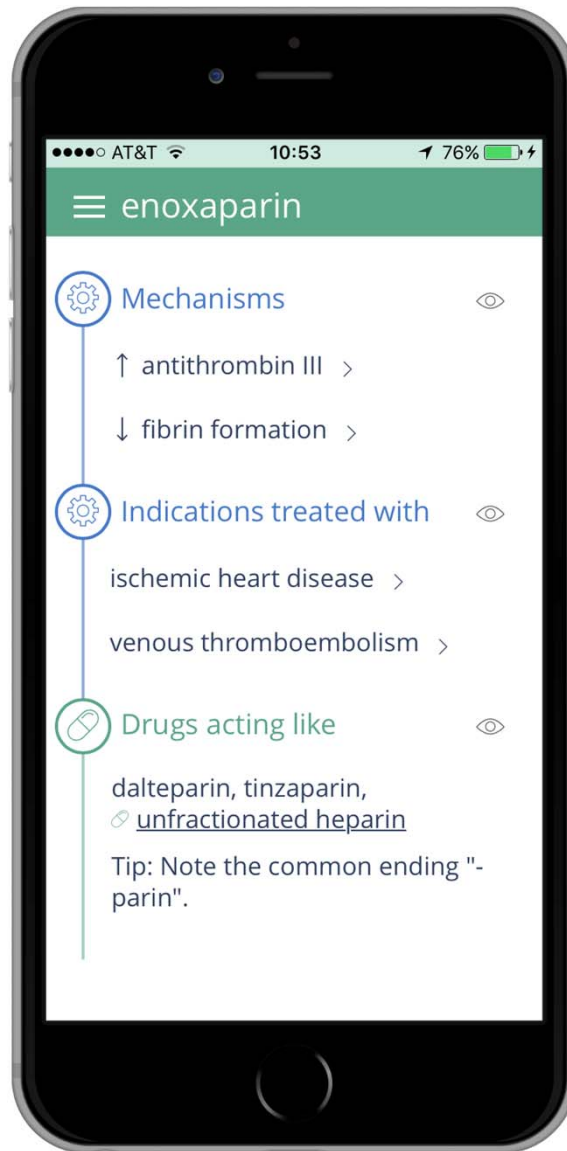 AT&T 10:53 76%
enoxaparin
Mechanisms
↑ antithrombin III >
↓ fibrin formation >
Indications treated with
ischemic heart disease >
venous thromboembolism >
Drugs acting like
dalteparin, tinzaparin,
unfractionated heparin
Tip: Note the common ending "-
parin".